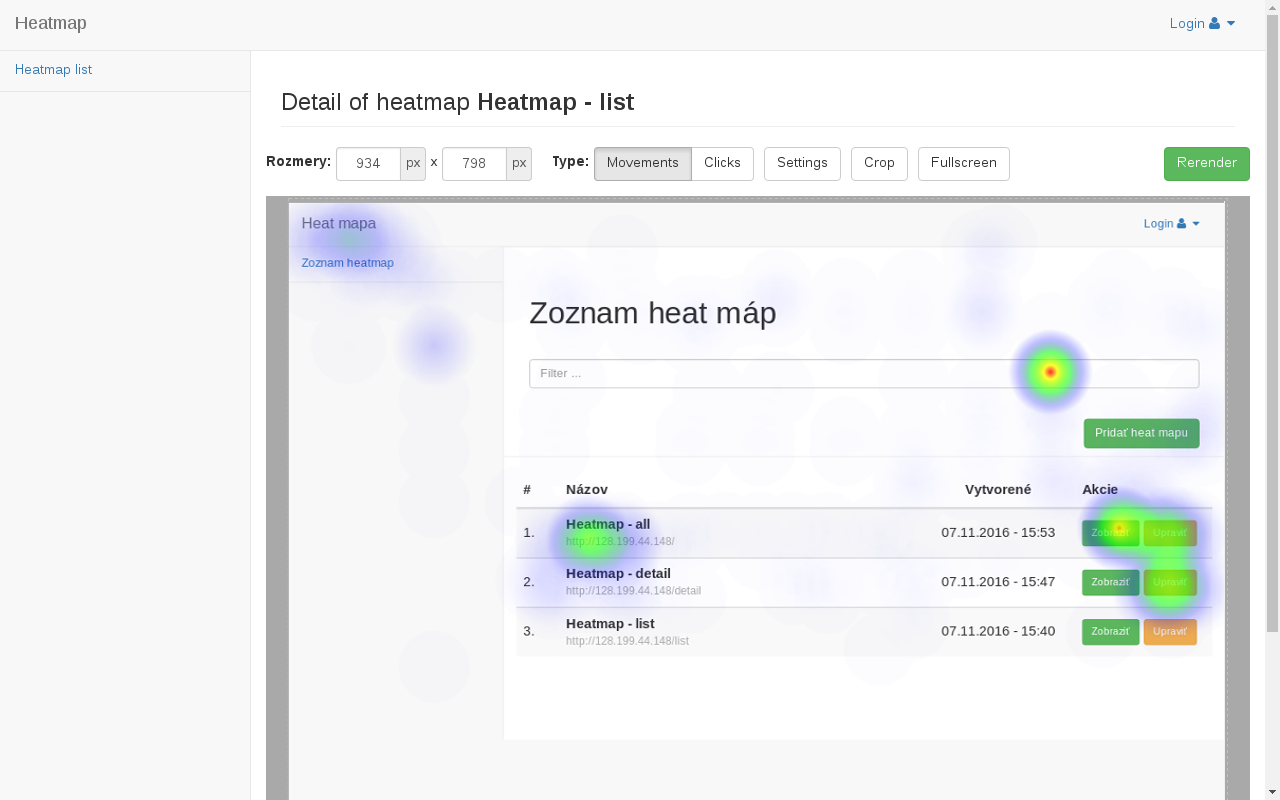 Heatmap
Login
Heatmap list
Detail of heatmap Heatmap - list
Rozmery: 934 px x 798 px Type: Movements Clicks Settings Crop Fullscreen Rerender
Heat mapa
Login
Zoznam heatmap
Zoznam heat máp
Filter ...
Pridať heat mapu
# Názov Vytvorené Akcie
1. Heatmap - all 07.11.2016 - 15:53 Zobraziť Upraviť
http://128.199.44.148/
2. Heatmap - detail 07.11.2016 - 15:47 Zobraziť Upraviť
http://128.199.44.148/detail
3. Heatmap - list 07.11.2016 - 15:40 Zobraziť Upraviť
http://128.199.44.148/list